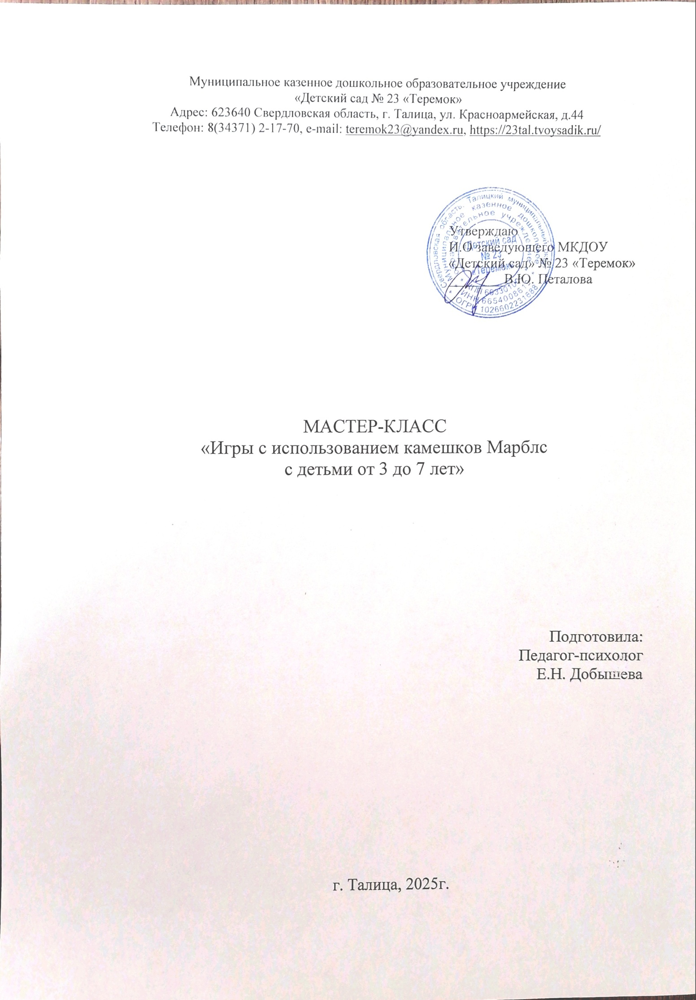 Муниципальное казенное дошкольное образовательное учреждение
«Детский сад № 23 «Теремок»
Адрес: 623640 Свердловская область, г. Талица, ул. Красноармейская, д.44
Телефон: 8(34371) 2-17-70, e-mail: teremok23@yandex.ru, https://23tal.tvoysadik.ru/
Утверждаю
И.О заведующего МКДОУ
«Детский сад» № 23 «Теремок»
В.Ю. Петалова
Свердловская область. Талицкий муниципальный
Муниципальное казенное дошкольное
образовательное учреждение
Детский сад
№ 23
«Теремок»
КПП
ИНН
ОГРН 1026602231688
МАСТЕР-КЛАСС
«Игры с использованием камешков Марблс
с детьми от 3 до 7 лет»
Подготовила:
Педагог-психолог
Е.Н. Добышева
г. Талица, 2025г.